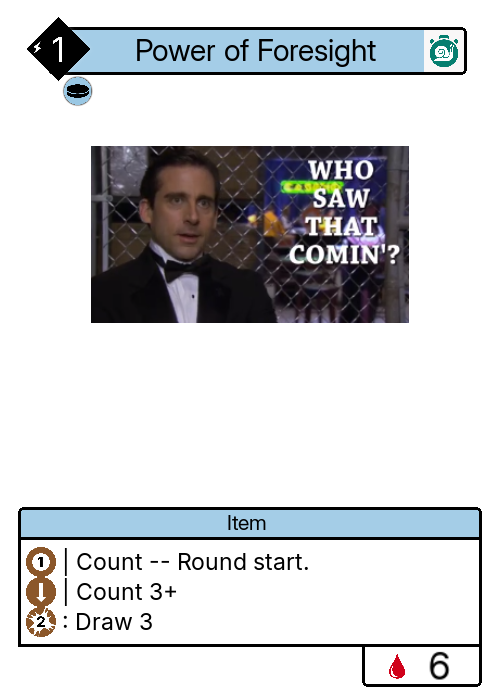 1 Power of Foresight
WHO
SAW
THAT
COMIN'?
Item
1 | Count -- Round start.
| Count 3+
2 : Draw 3
6